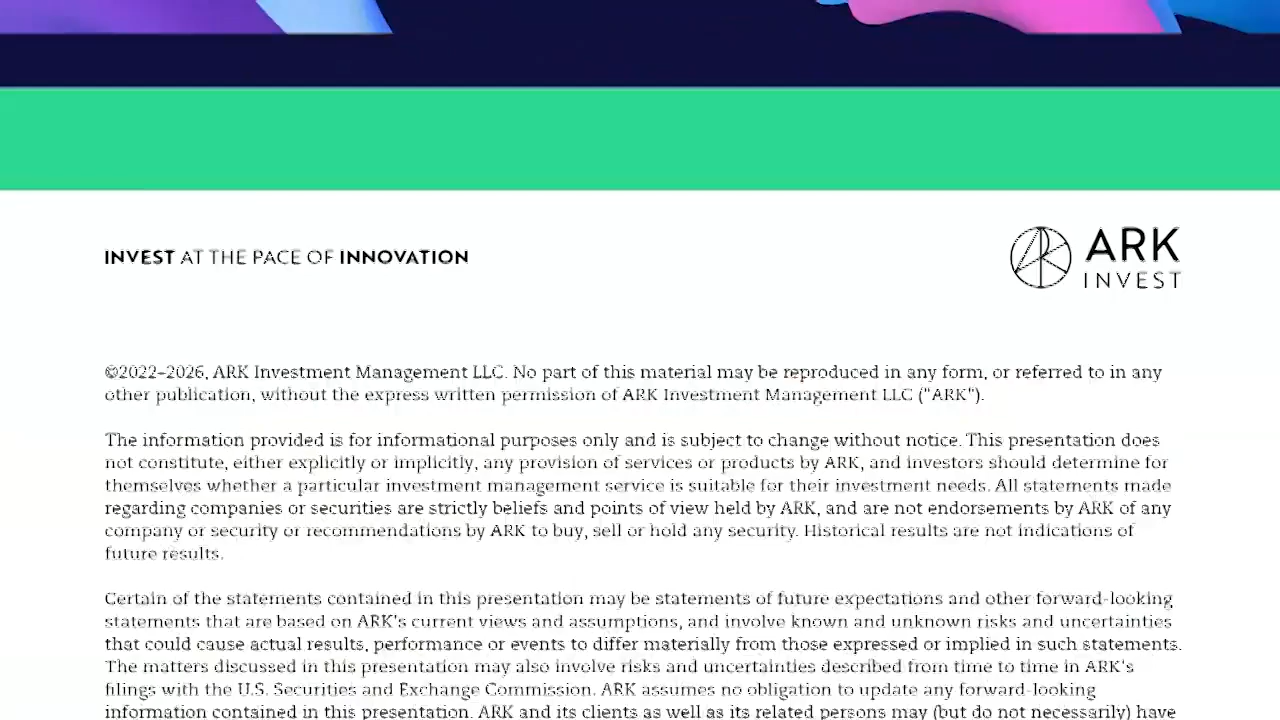 INVEST AT THE PACE OF INNOVATION
ARK
INVEST
©2022–2026, ARK Investment Management LLC. No part of this material may be reproduced in any form, or referred to in any
other publication, without the express written permission of ARK Investment Management LLC ("ARK").
The information provided is for informational purposes only and is subject to change without notice. This presentation does
not constitute, either explicitly or implicitly, any provision of services or products by ARK, and investors should determine for
themselves whether a particular investment management service is suitable for their investment needs. All statements made
regarding companies or securities are strictly beliefs and points of view held by ARK, and are not endorsements by ARK of any
company or security or recommendations by ARK to buy, sell or hold any security. Historical results are not indications of
future results.
Certain of the statements contained in this presentation may be statements of future expectations and other forward-looking
statements that are based on ARK's current views and assumptions, and involve known and unknown risks and uncertainties
that could cause actual results, performance or events to differ materially from those expressed or implied in such statements.
The matters discussed in this presentation may also involve risks and uncertainties described from time to time in ARK's
filings with the U.S. Securities and Exchange Commission. ARK assumes no obligation to update any forward-looking
information contained in this presentation. ARK and its clients as well as its related persons may (but do not necessarily) have